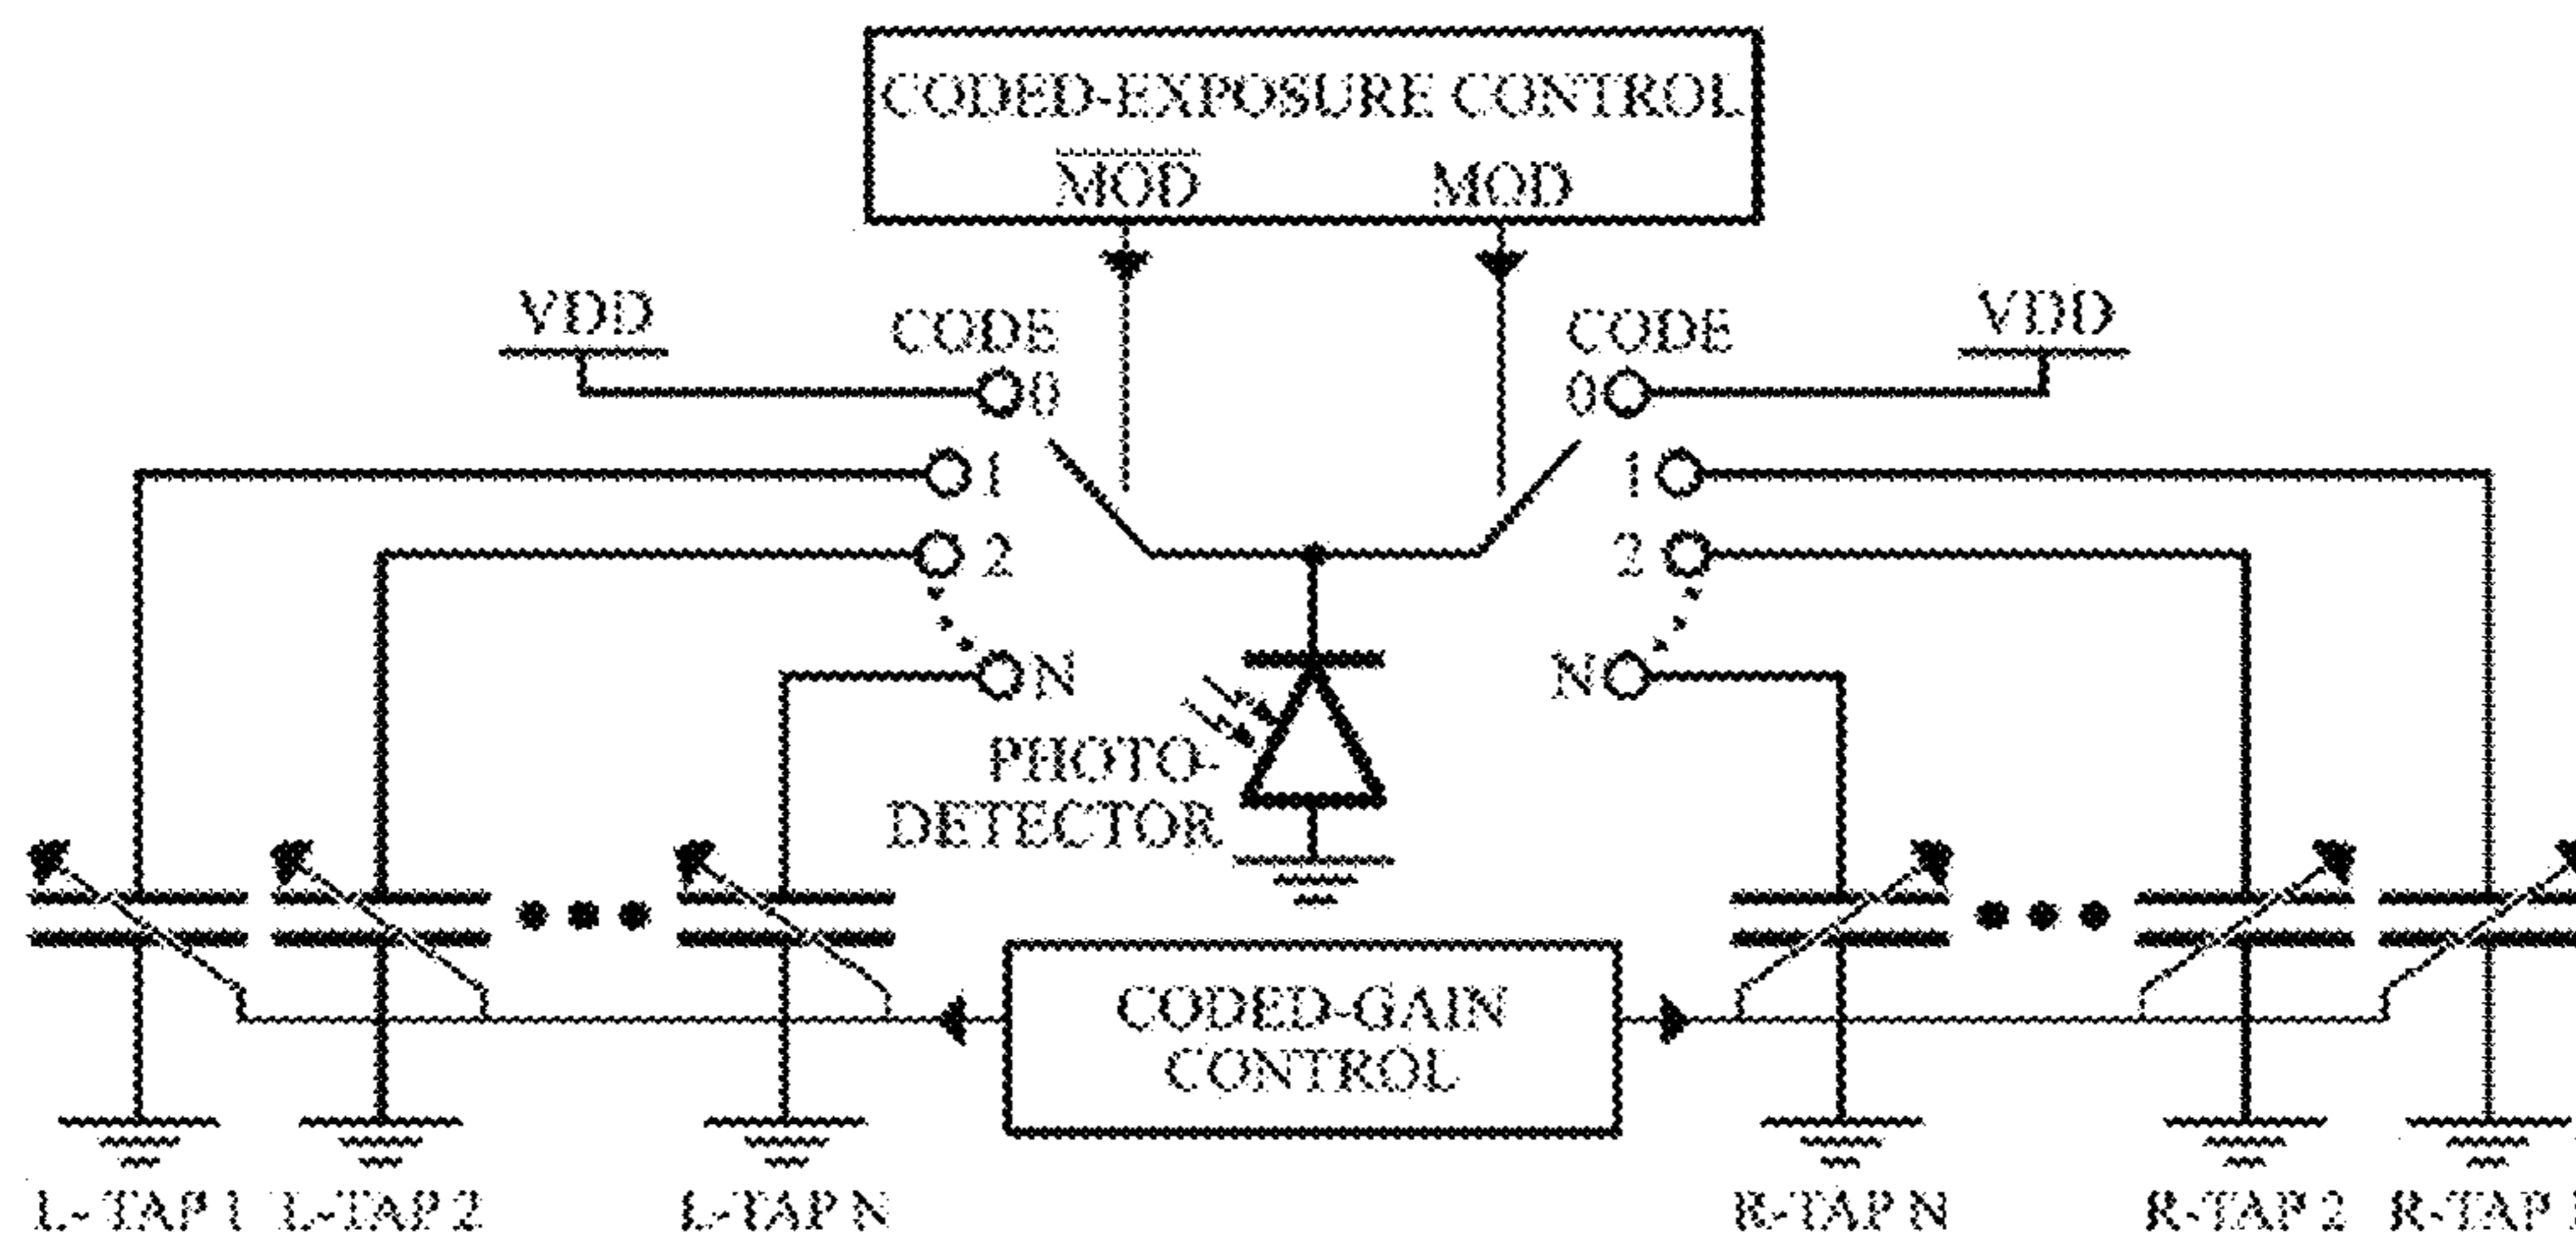 CODED-EXPOSURE CONTROL
MOD MOD
VDD CODE CODE VDD
0 0
1 1
2 2
N N
PHOTO-
DETECTOR
CODED-GAIN
CONTROL
L-TAP 1 L-TAP 2 L-TAP N R-TAP N R-TAP 2 R-TAP